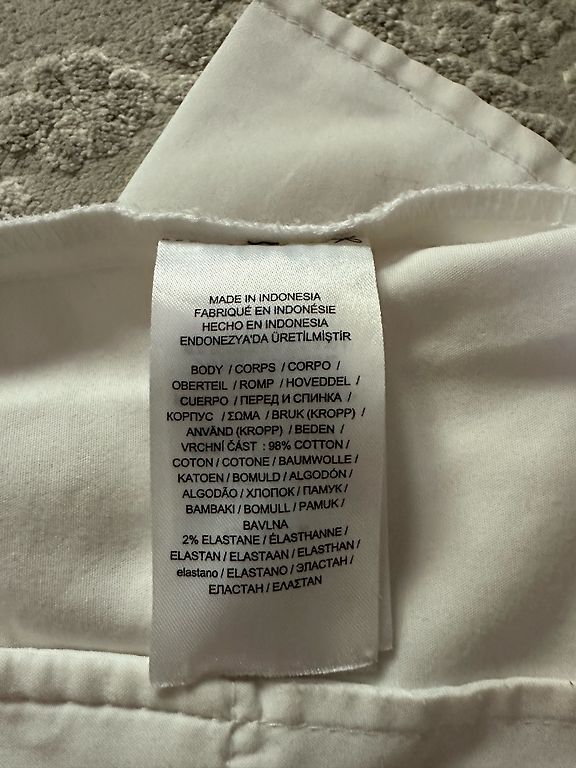 MADE IN INDONESIA
FABRIQUÉ EN INDONÉSIE
HECHO EN INDONESIA
ENDONEZYA'DA ÜRETİLMİŞTİR
BODY / CORPS / CORPO /
OBERTEIL / ROMP / HOVEDDEL /
CUERPO / ПЕРЕД И СПИНКА /
КОРПУС / ΣΩΜΑ / BRUK (KROPP) /
ANVÄND (KROPP) / BEDEN /
VRCHNÍ ČÁST : 98% COTTON /
COTON / COTONE / BAUMWOLLE /
KATOEN / BOMULD / ALGODÓN /
ALGODÃO / ХЛОПОК / ПАМУК /
ΒΑΜΒΑΚΙ / BOMULL / PAMUK /
BAVLNA
2% ELASTANE / ÉLASTHANNE /
ELASTAN / ELASTAAN / ELASTHAN /
elastano / ELASTANO / ЭЛАСТАН /
ЕЛАСТАН / ΕΛΑΣΤΑΝ